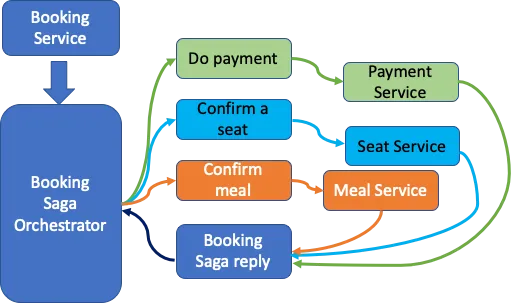 Booking
Service
Do payment
Payment
Service
Confirm a
seat
Seat Service
Booking
Saga
Orchestrator
Confirm
meal
Meal Service
Booking
Saga reply